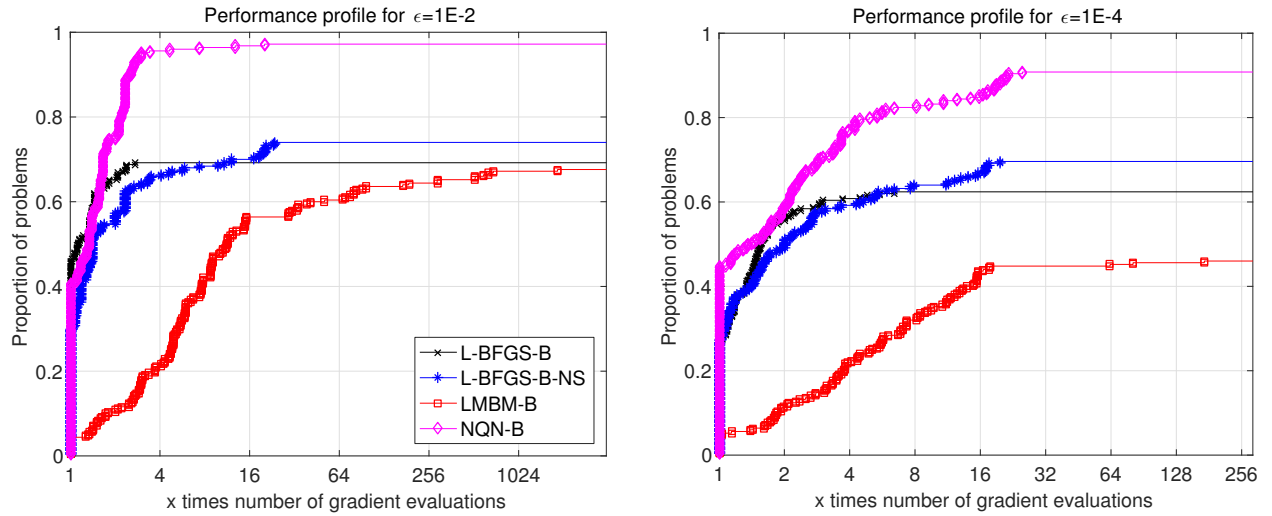 Performance profile for ϵ=1E-2
Proportion of problems
1
0.8
0.6
0.4
0.2
0
L-BFGS-B
L-BFGS-B-NS
LMBM-B
NQN-B
1 4 16 64 256 1024
x times number of gradient evaluations
Performance profile for ϵ=1E-4
Proportion of problems
1
0.8
0.6
0.4
0.2
0
1 2 4 8 16 32 64 128 256
x times number of gradient evaluations